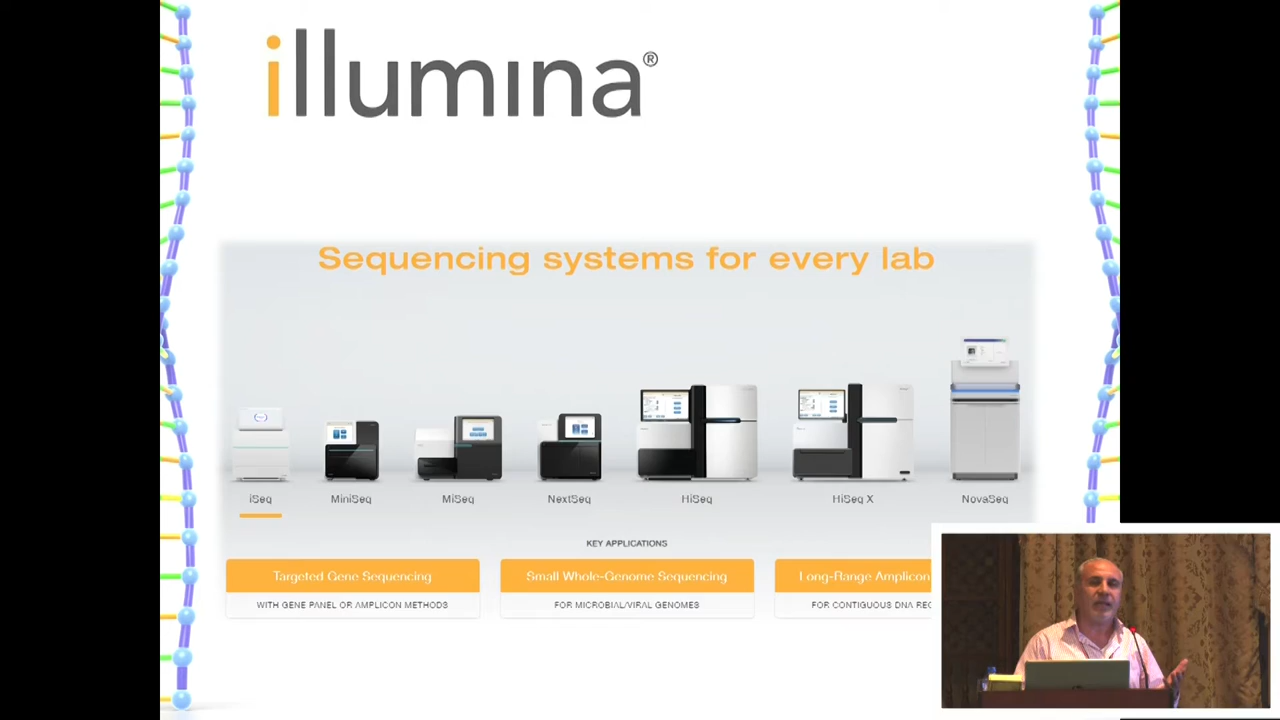 illumina®
Sequencing systems for every lab
iSeq
MiniSeq
MiSeq
NextSeq
HiSeq
HiSeq X
NovaSeq
KEY APPLICATIONS
Targeted Gene Sequencing
Small Whole-Genome Sequencing
Long-Range Amplicon
WITH GENE PANEL OR AMPLICON METHODS
FOR MICROBIAL/VIRAL GENOMES
FOR CONTIGUOUS DNA REG